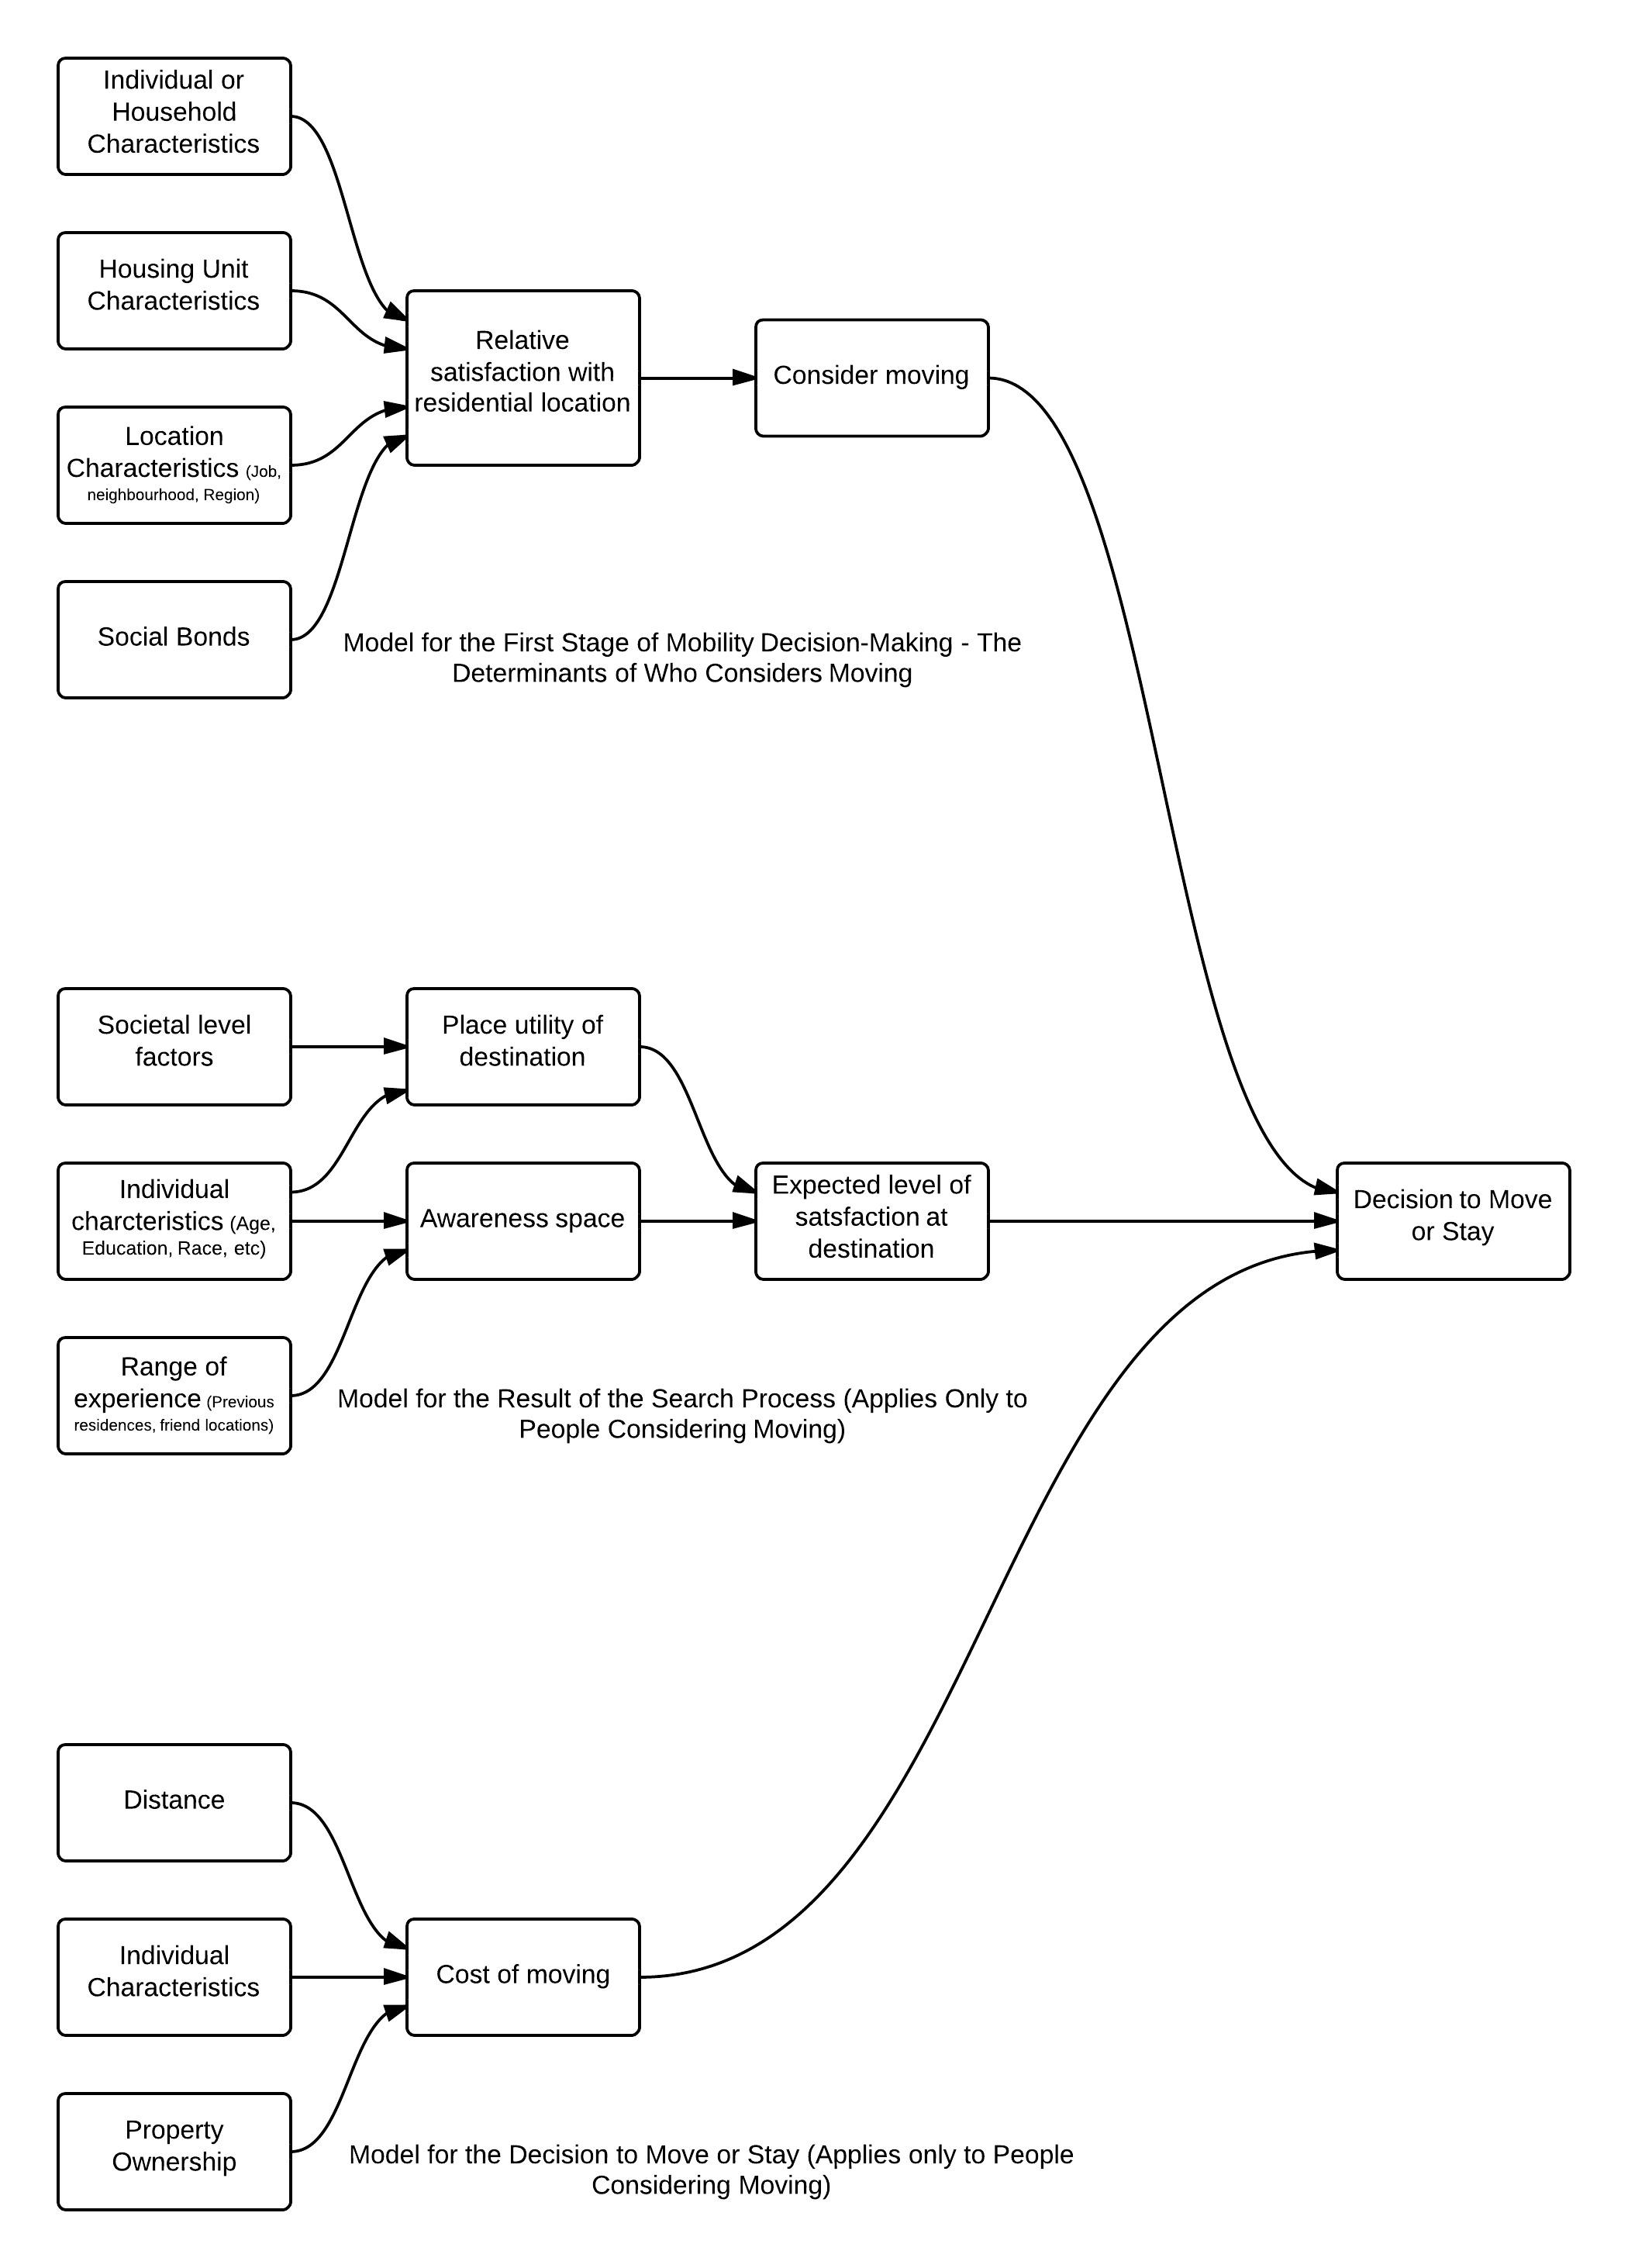 Individual or
Household
Characteristics
Housing Unit
Characteristics
Location
Characteristics (Job,
neighbourhood, Region)
Social Bonds
Relative
satisfaction with
residential location
Consider moving
Model for the First Stage of Mobility Decision-Making - The
Determinants of Who Considers Moving
Societal level
factors
Individual
charcteristics (Age,
Education, Race, etc)
Range of
experience (Previous
residences, friend locations)
Place utility of
destination
Awareness space
Expected level of
satsfaction at
destination
Decision to Move
or Stay
Model for the Result of the Search Process (Applies Only to
People Considering Moving)
Distance
Individual
Characteristics
Property
Ownership
Cost of moving
Model for the Decision to Move or Stay (Applies only to People
Considering Moving)